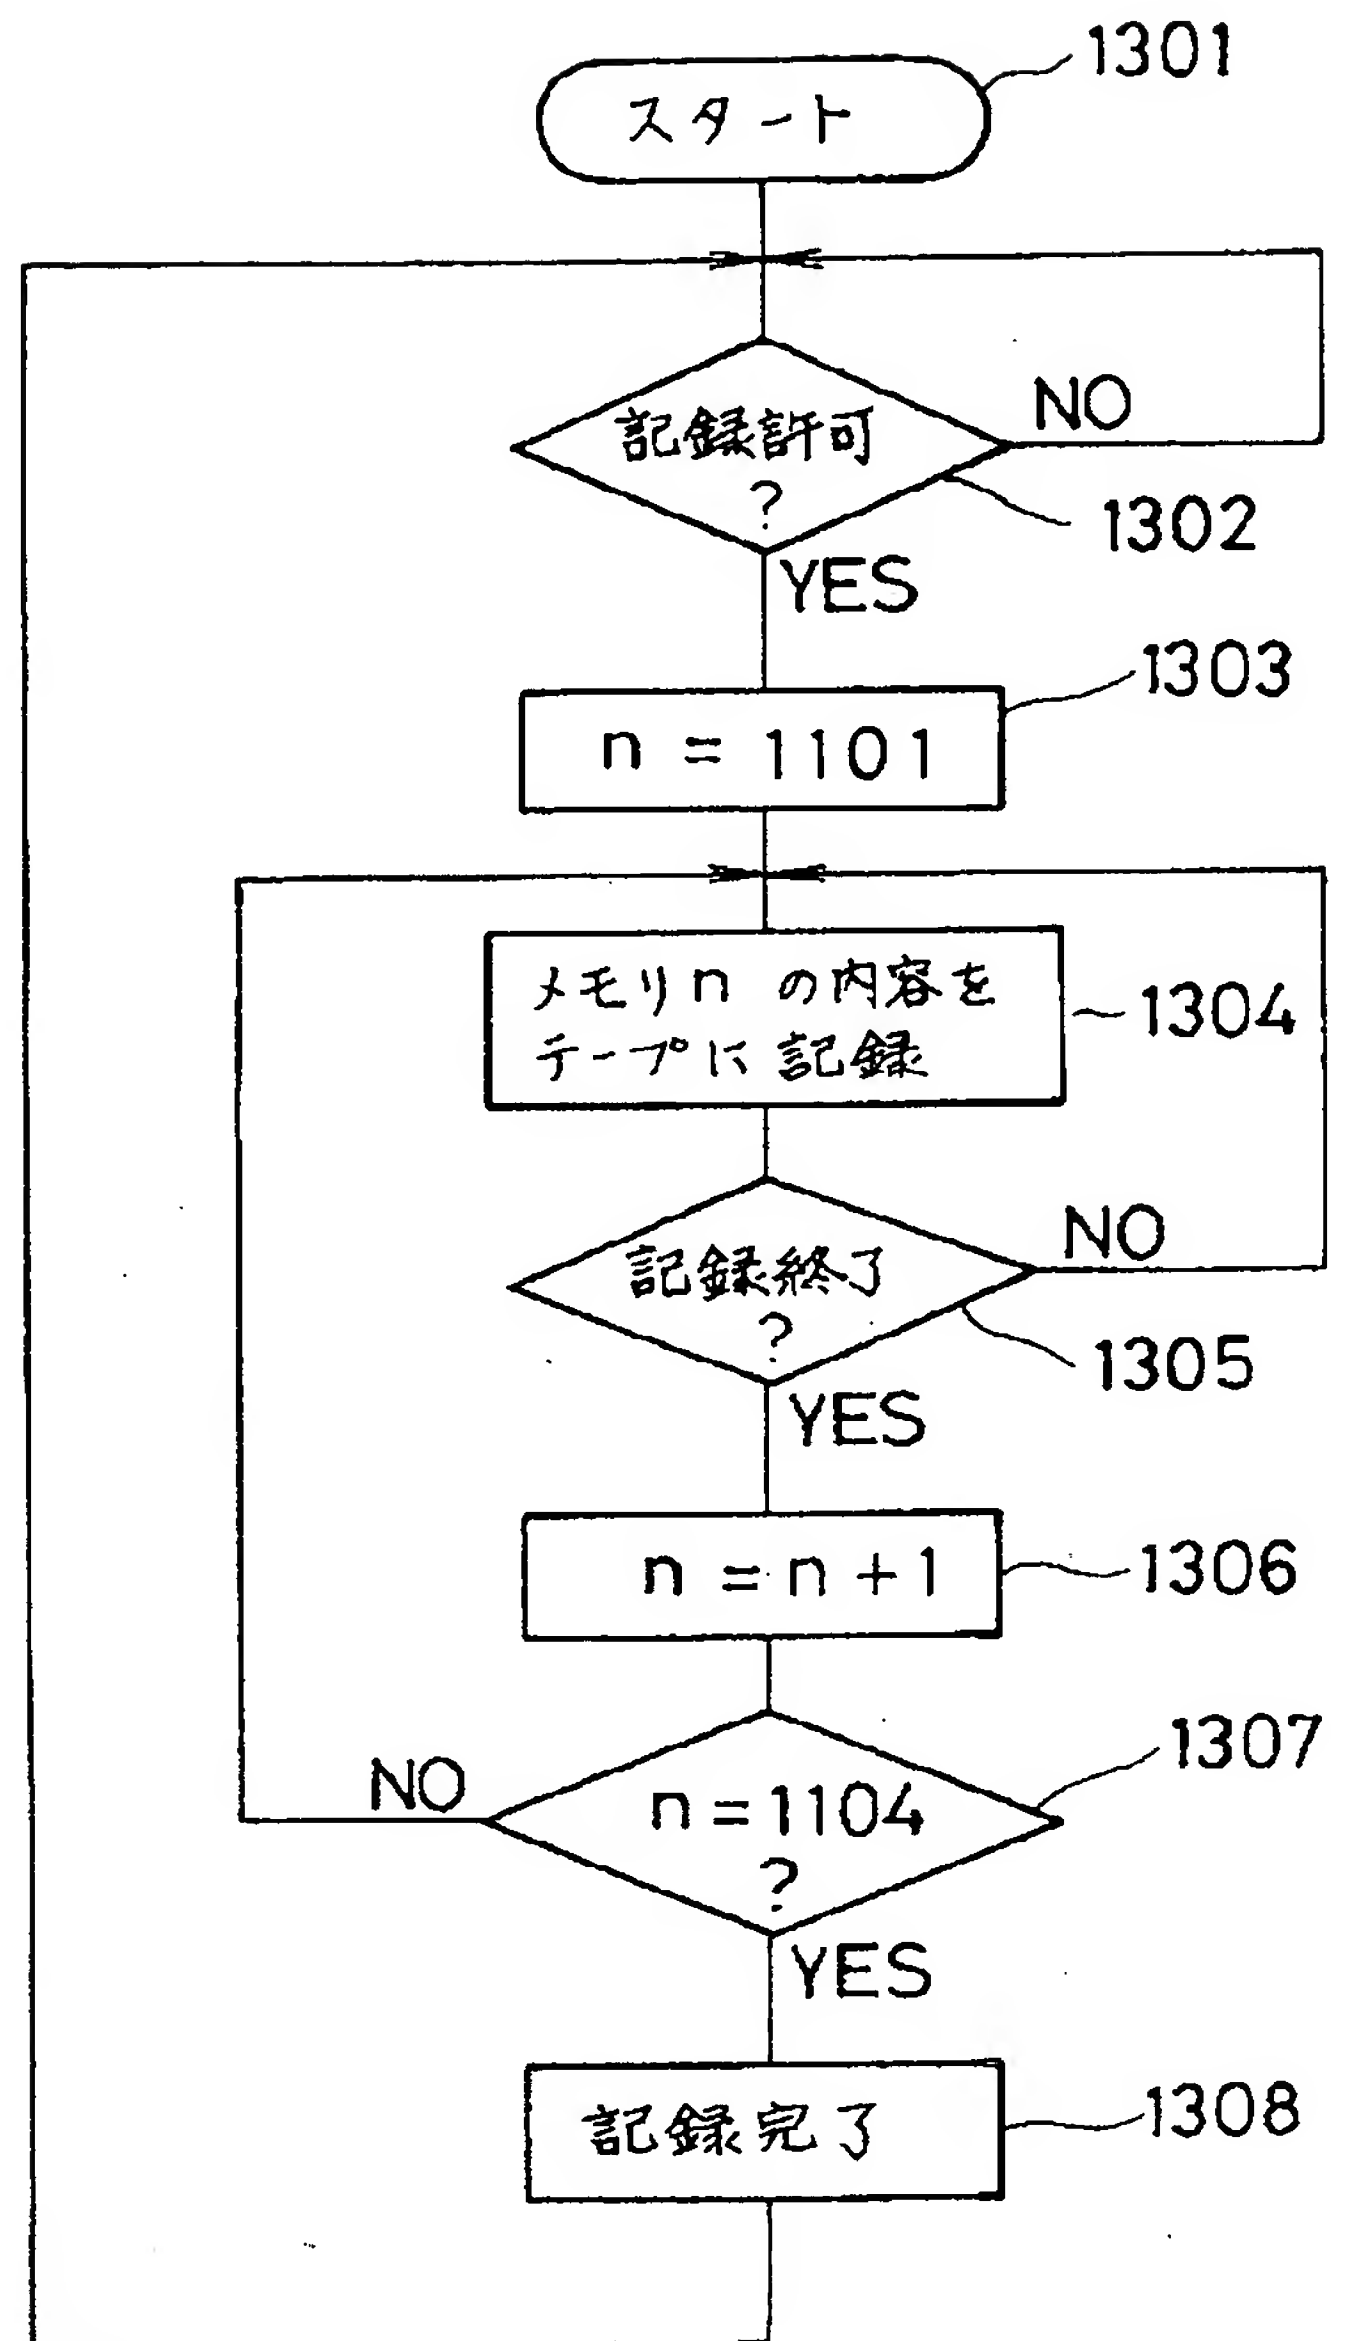 1301
スタート
記録許可
?
NO
1302
YES
1303
n = 1101
メモリn の内容を
テープに記録
1304
記録終了
?
NO
1305
YES
n = n + 1
1306
1307
NO
n = 1104
?
YES
記録完了
1308